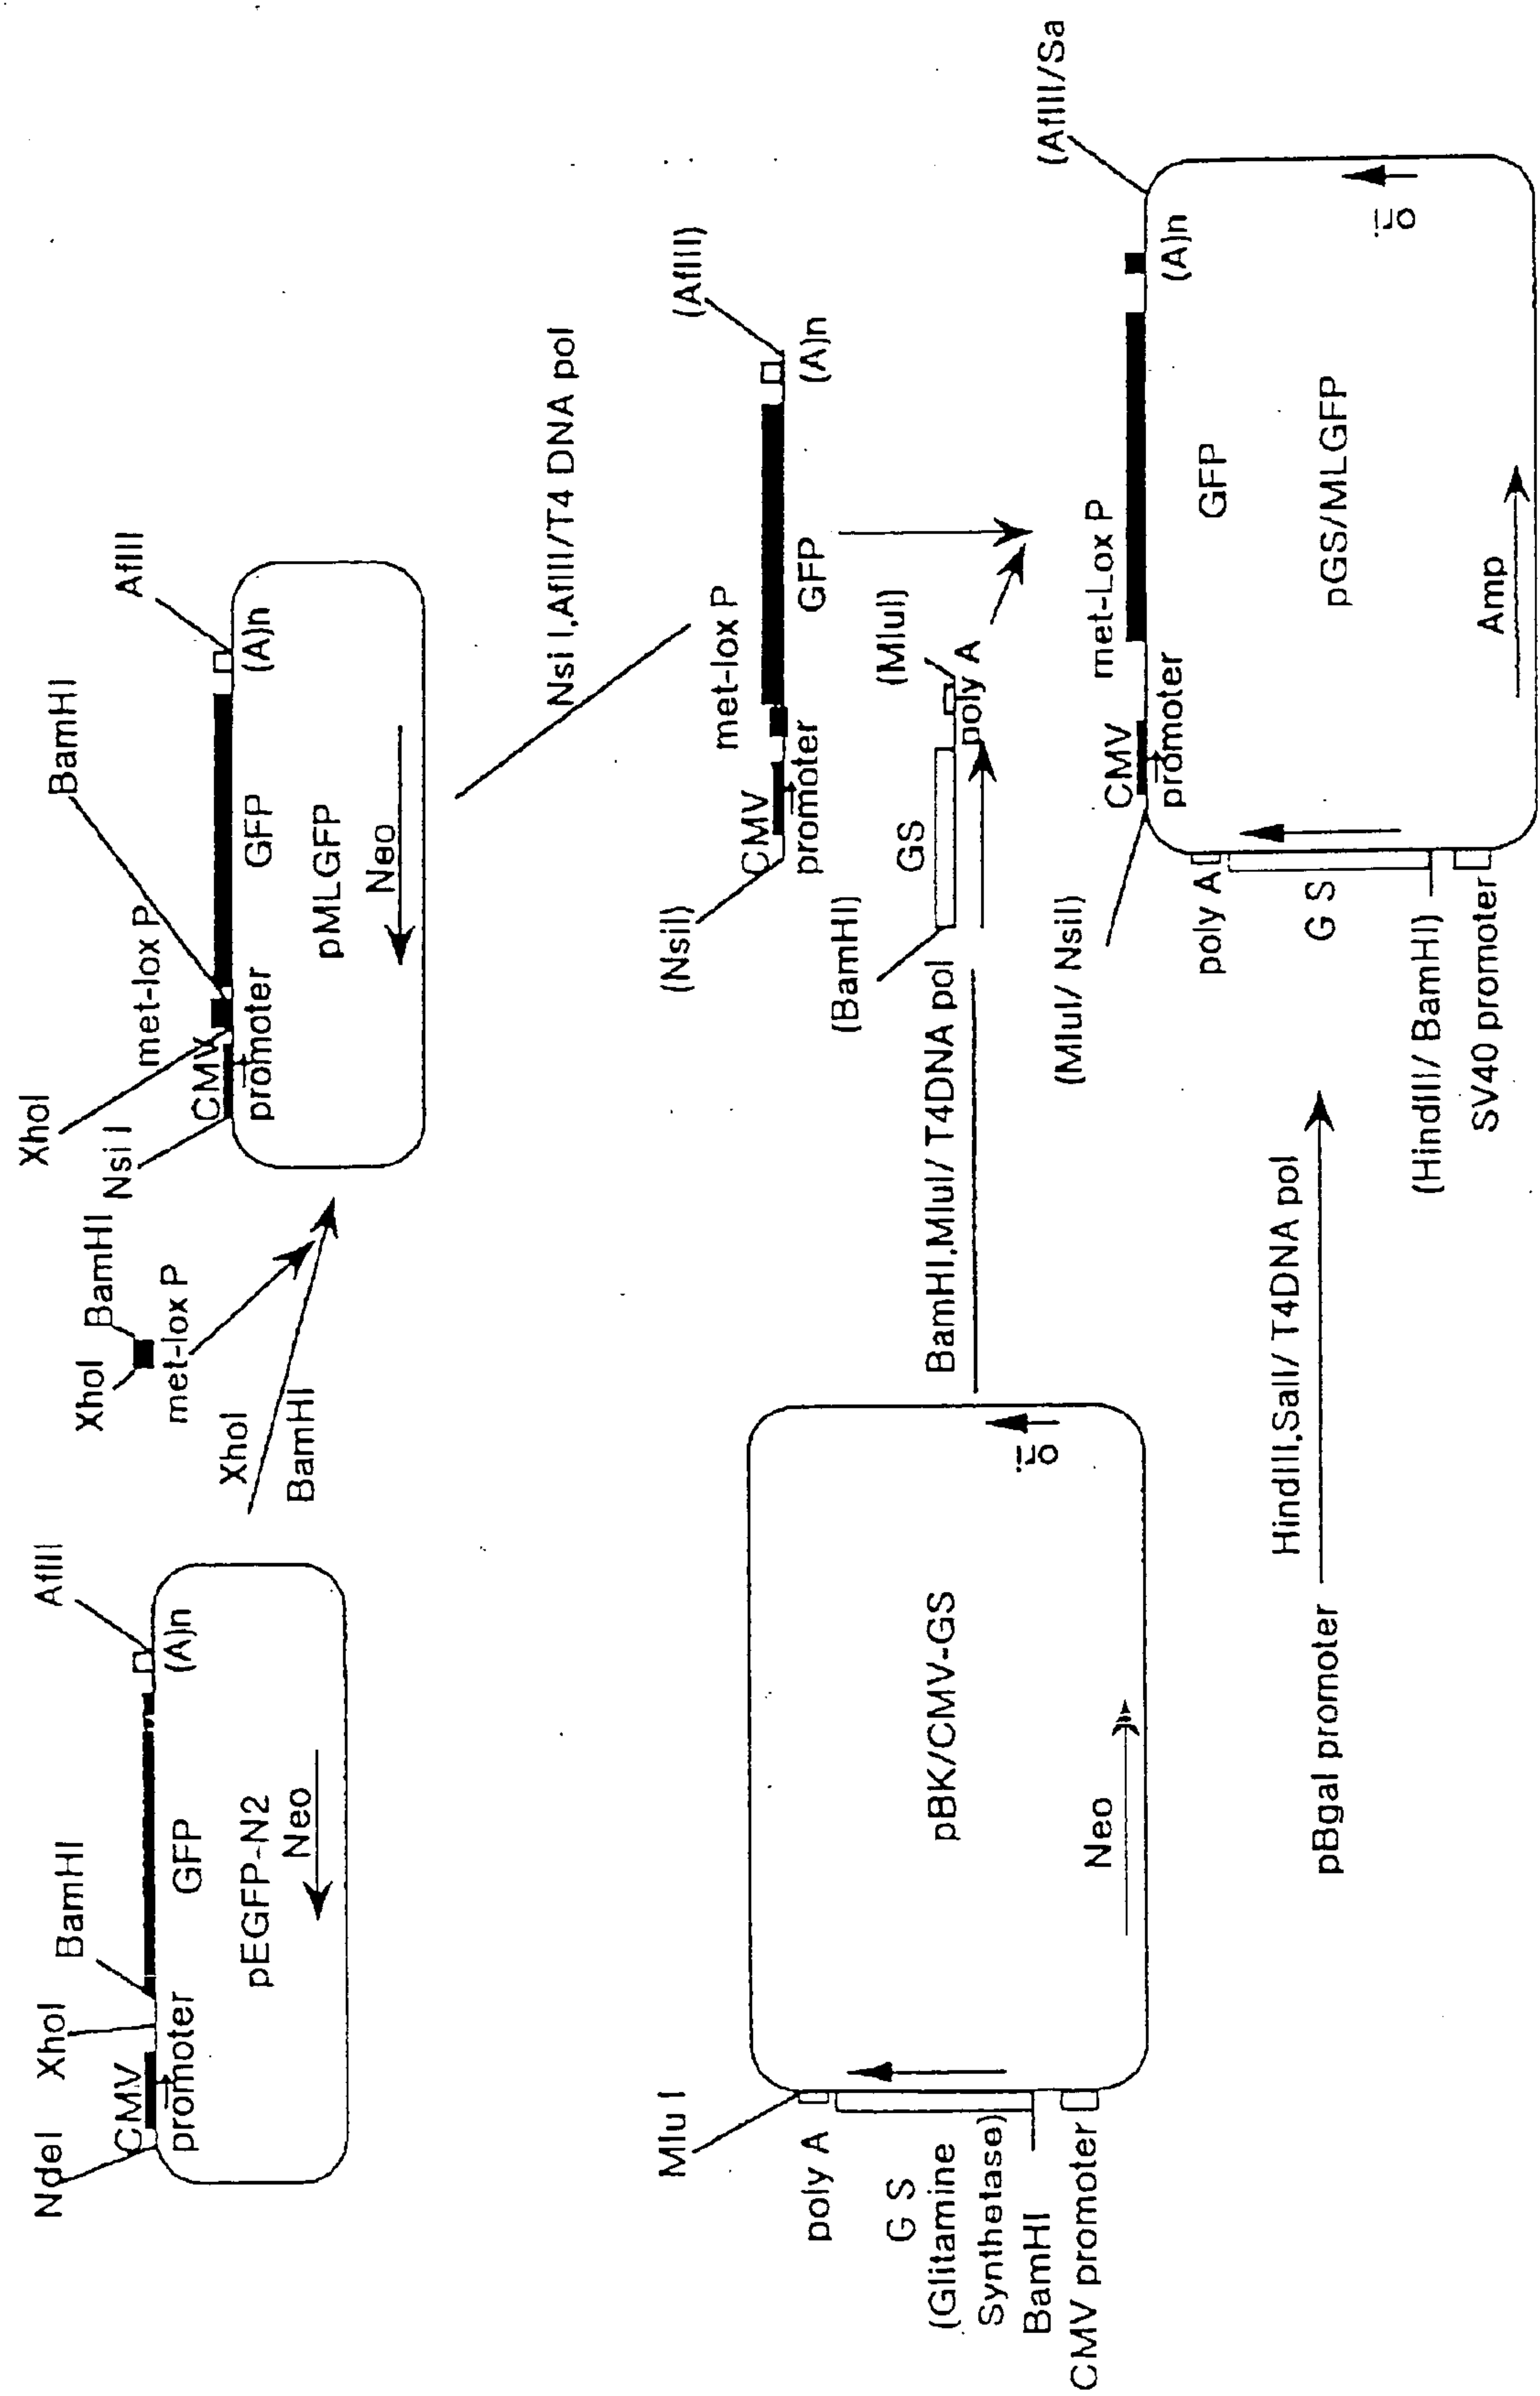 NdeI
XhoI
BamHI
AflII
CMV
promoter
GFP
(A)n
pEGFP-N2
Neo
XhoI
BamHI
XhoI
BamHI
met-lox P
XhoI
Nsi I
BamHI
AflII
met-lox P
CMV
promoter
GFP
(A)n
pMLGFP
Neo
Nsi I,AflII/T4 DNA pol
(NsiI)
met-lox P
(AflII)
CMV
promoter
GFP
(A)n
Mlu I
poly A
G S
(Glitamine
Synthetase)
BamHI
CMV promoter
pBK/CMV-GS
ori
Neo
BamHI,MluI/ T4DNA pol
(BamHI)
GS
(MluI)
poly A
pBgal promoter
HindIII,SalI/ T4DNA pol
(MluI/ NsiI)
CMV
promoter
met-Lox P
GFP
(A)n
(AflII/Sa
poly A
G S
(HindIII/ BamHI)
SV40 promoter
pGS/MLGFP
ori
Amp